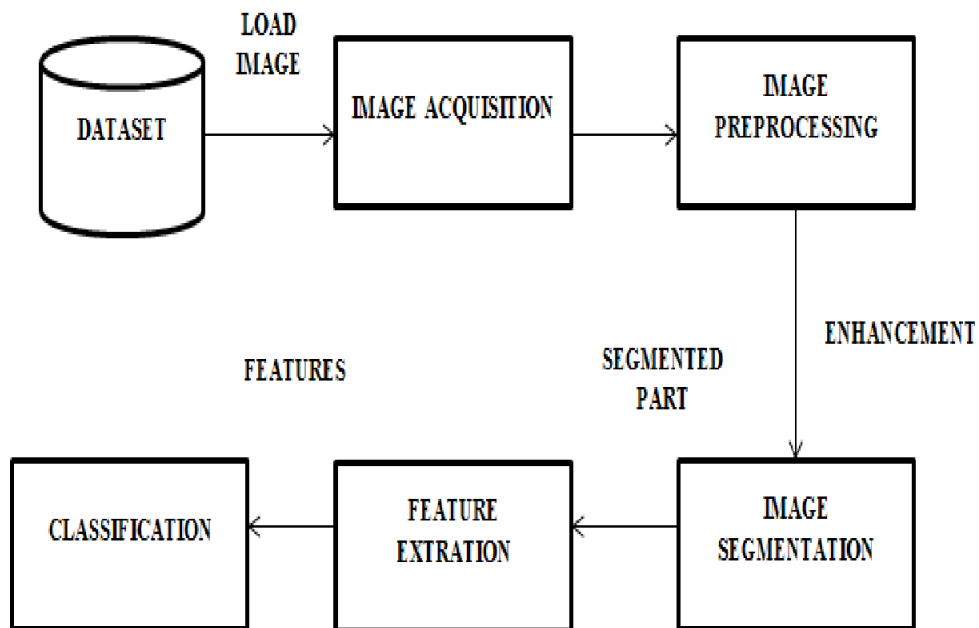 LOAD
IMAGE
DATASET
IMAGE ACQUISITION
IMAGE
PREPROCESSING
ENHANCEMENT
SEGMENTED
PART
FEATURES
IMAGE
SEGMENTATION
FEATURE
EXTRATION
CLASSIFICATION